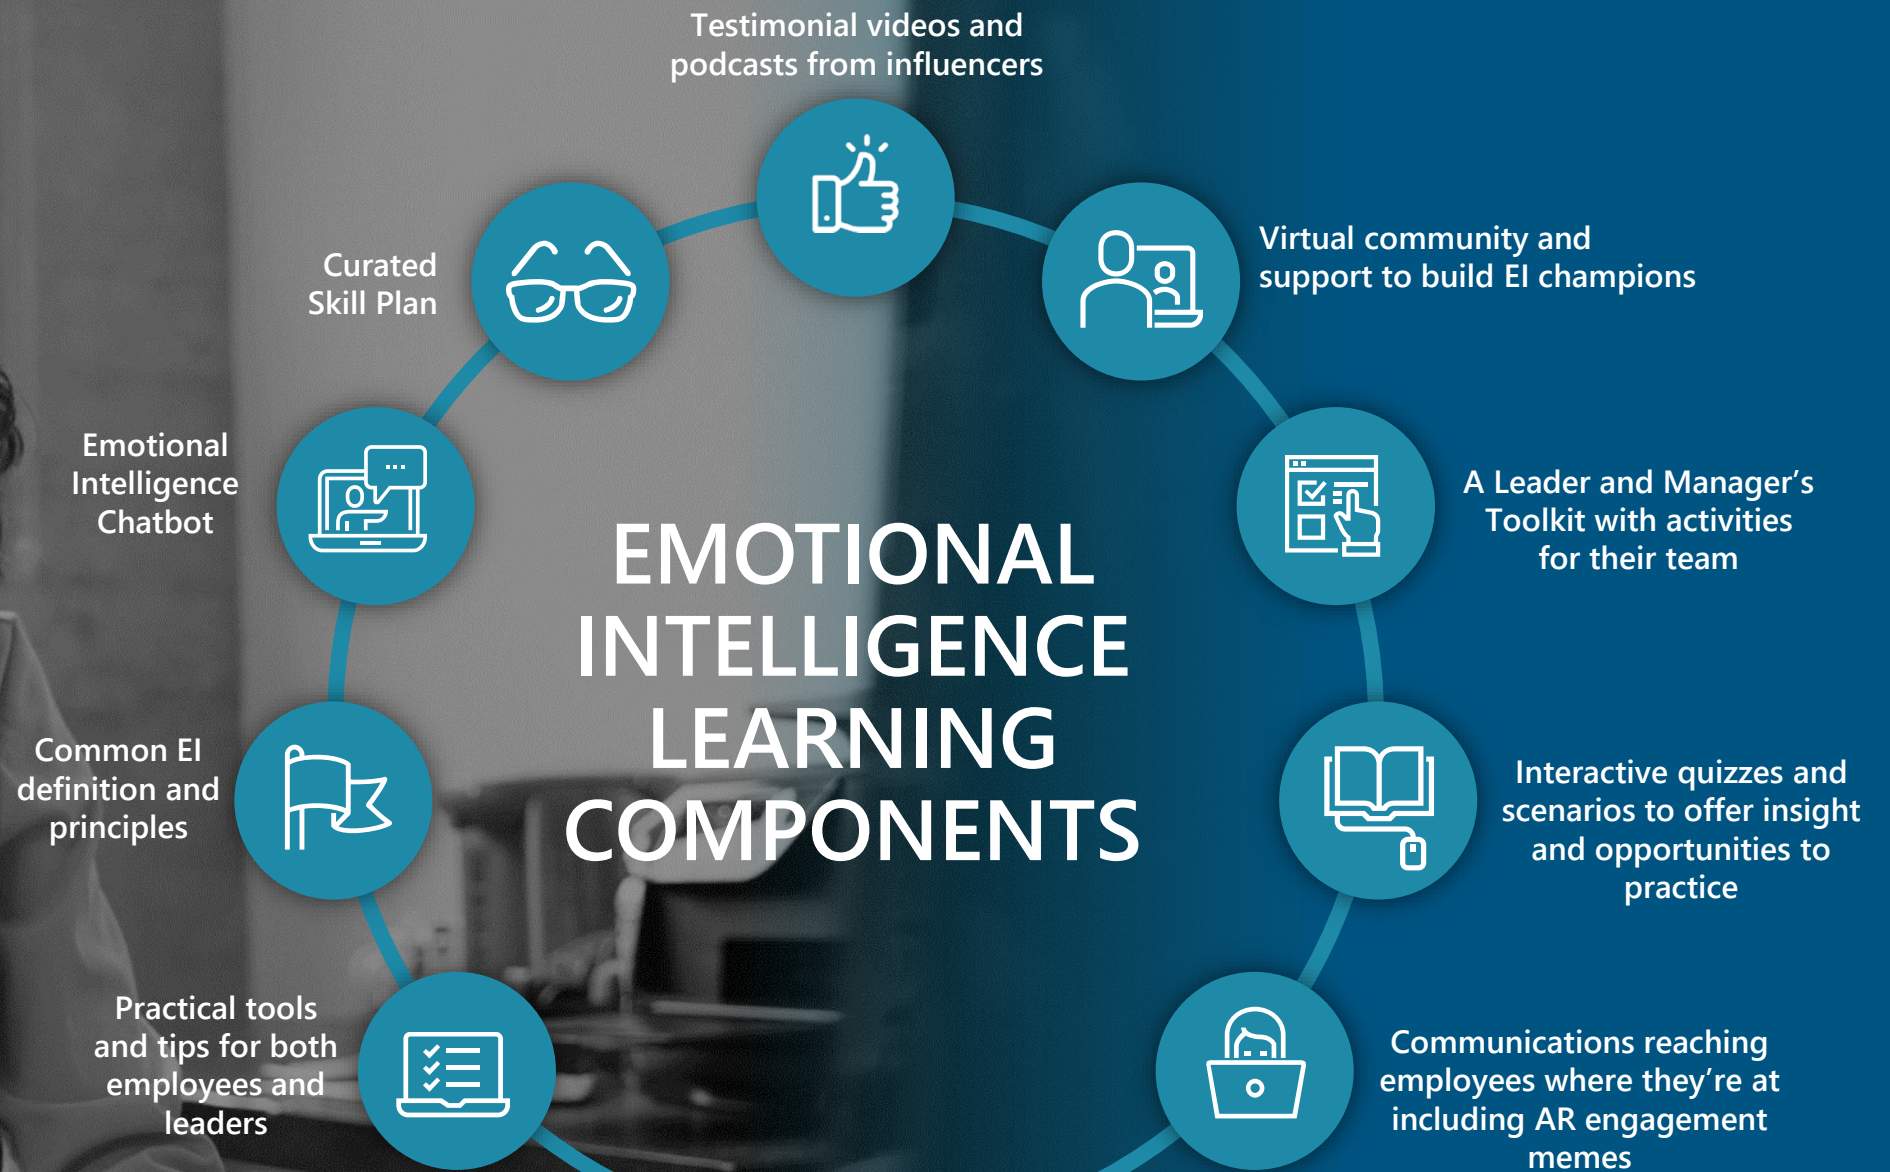 Testimonial videos and
podcasts from influencers
Curated
Skill Plan
Virtual community and
support to build EI champions
Emotional
Intelligence
Chatbot
A Leader and Manager’s
Toolkit with activities
for their team
EMOTIONAL
INTELLIGENCE
LEARNING
COMPONENTS
Common EI
definition and
principles
Interactive quizzes and
scenarios to offer insight
and opportunities to
practice
Practical tools
and tips for both
employees and
leaders
Communications reaching
employees where they’re at
including AR engagement
memes